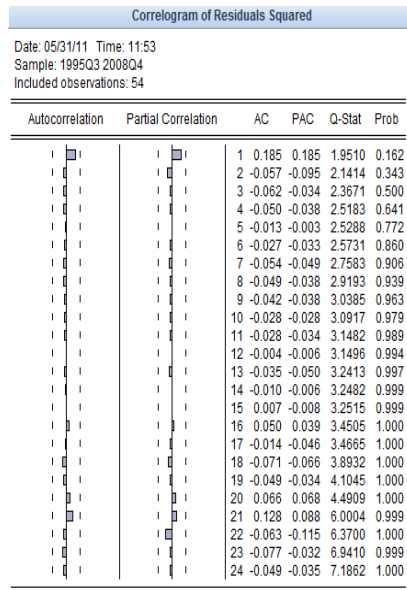 Correlogram of Residuals Squared
Date: 05/31/11 Time: 11:53
Sample: 1995Q3 2008Q4
Included observations: 54
Autocorrelation Partial Correlation AC PAC Q-Stat Prob
1 0.185 0.185 1.9510 0.162
2 -0.057 -0.095 2.1414 0.343
3 -0.062 -0.034 2.3671 0.500
4 -0.050 -0.038 2.5183 0.641
5 -0.013 -0.003 2.5288 0.772
6 -0.027 -0.033 2.5731 0.860
7 -0.054 -0.049 2.7583 0.906
8 -0.049 -0.038 2.9193 0.939
9 -0.042 -0.038 3.0385 0.963
10 -0.028 -0.028 3.0917 0.979
11 -0.028 -0.034 3.1482 0.989
12 -0.004 -0.006 3.1496 0.994
13 -0.035 -0.050 3.2413 0.997
14 -0.010 -0.006 3.2482 0.999
15 0.007 -0.008 3.2515 0.999
16 0.050 0.039 3.4505 1.000
17 -0.014 -0.046 3.4665 1.000
18 -0.071 -0.066 3.8932 1.000
19 -0.049 -0.034 4.1045 1.000
20 0.066 0.068 4.4909 1.000
21 0.128 0.088 6.0004 0.999
22 -0.063 -0.115 6.3700 1.000
23 -0.077 -0.032 6.9410 0.999
24 -0.049 -0.035 7.1862 1.000